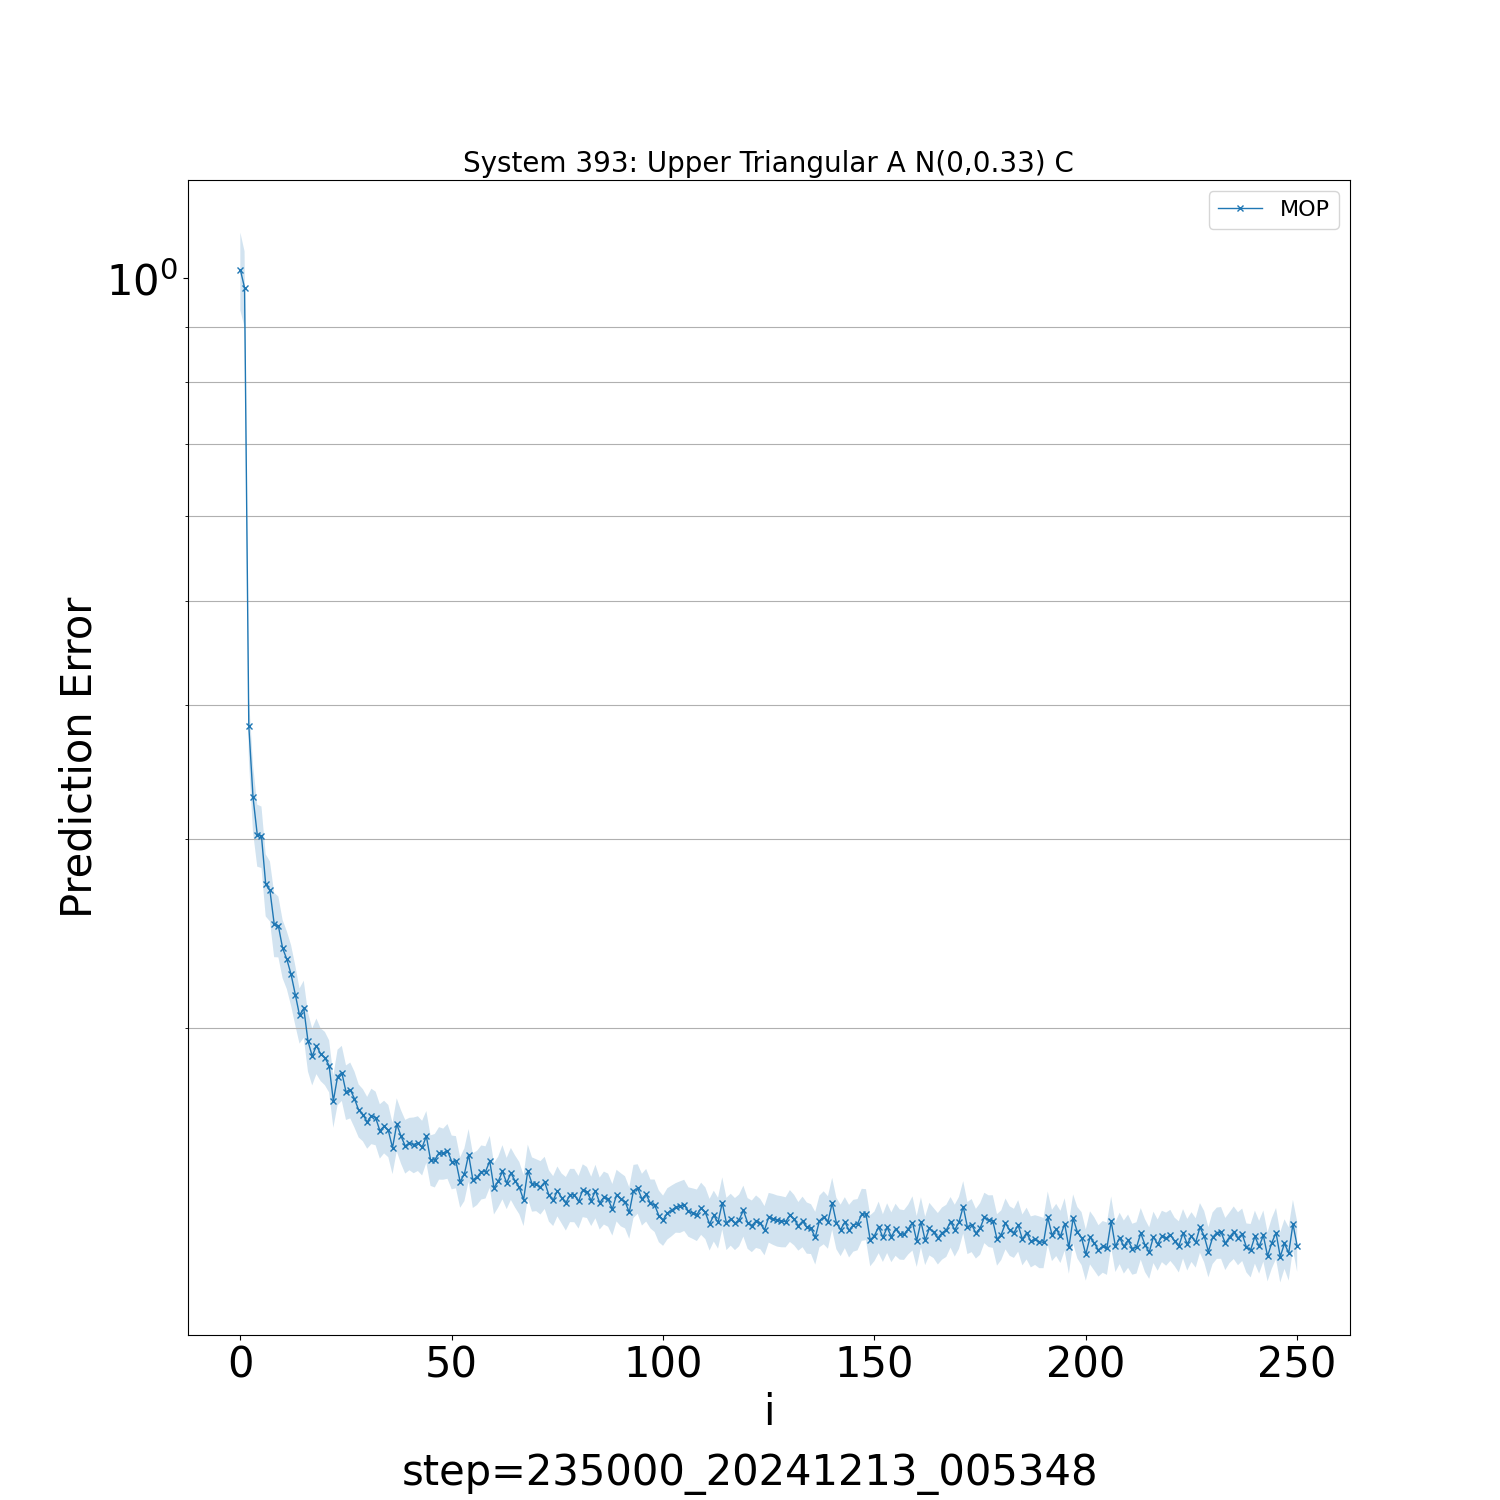 System 393: Upper Triangular A N(0,0.33) C
MOP
10⁰
Prediction Error
0 50 100 150 200 250
i
step=235000_20241213_005348